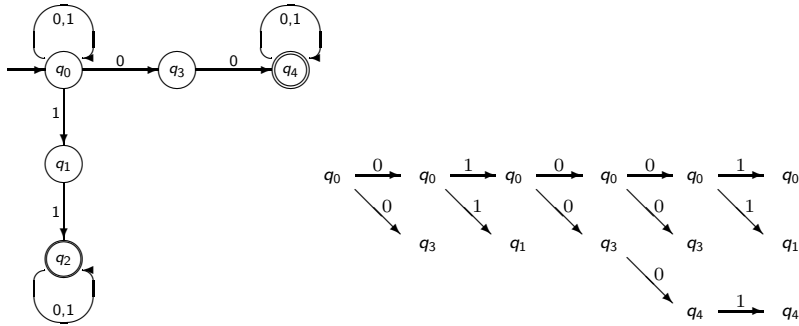 0,1 0,1
q0 0 q3 0 q4
1
q1
1
q2
0,1
q0 0 q0 1 q0 0 q0 0 q0 1 q0
0 1 0 0 1
q3 q1 q3 q3 q1
0
q4 1 q4